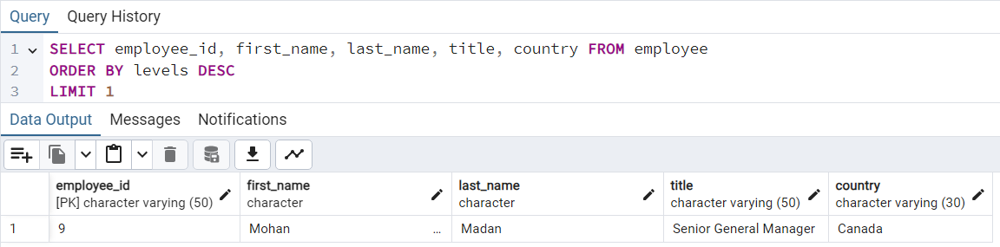 Query Query History
1 SELECT employee_id, first_name, last_name, title, country FROM employee
2 ORDER BY levels DESC
3 LIMIT 1
Data Output Messages Notifications
employee_id first_name last_name title country
[PK] character varying (50) character character character varying (50) character varying (30)
1 9 Mohan ... Madan Senior General Manager Canada